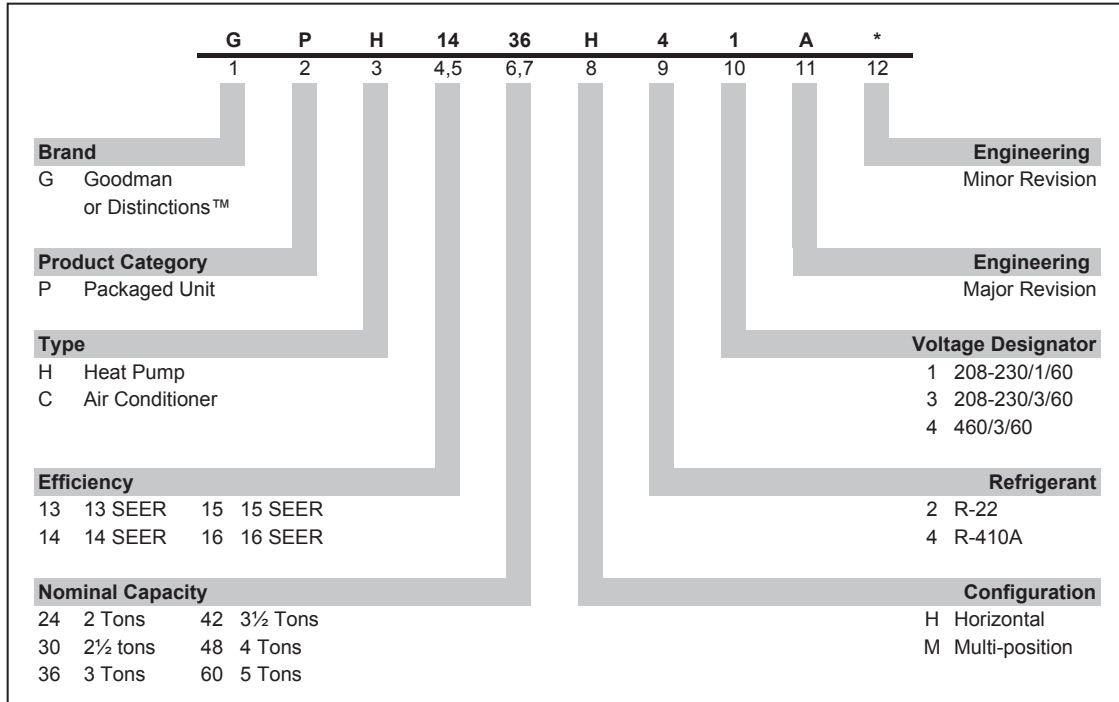 G P H 14 36 H 4 1 A *
1 2 3 4,5 6,7 8 9 10 11 12
Brand
G Goodman
or Distinctions™
Product Category
P Packaged Unit
Type
H Heat Pump
C Air Conditioner
Efficiency
13 13 SEER 15 15 SEER
14 14 SEER 16 16 SEER
Nominal Capacity
24 2 Tons 42 3½ Tons
30 2½ tons 48 4 Tons
36 3 Tons 60 5 Tons
Engineering
Minor Revision
Engineering
Major Revision
Voltage Designator
1 208-230/1/60
3 208-230/3/60
4 460/3/60
Refrigerant
2 R-22
4 R-410A
Configuration
H Horizontal
M Multi-position